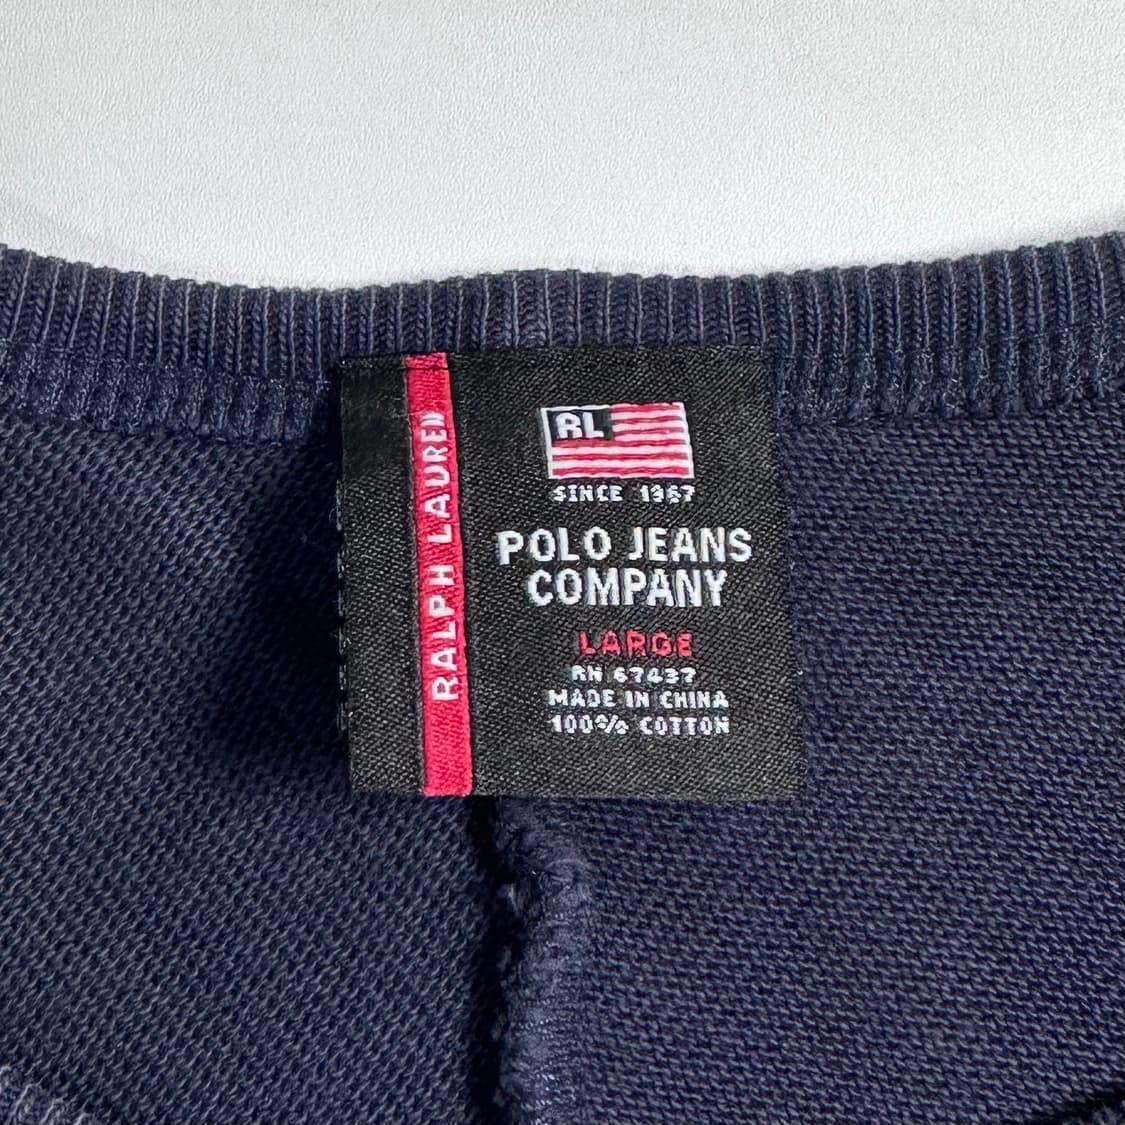 RALPH LAUREN
RL
SINCE 1967
POLO JEANS
COMPANY
LARGE
RN 67437
MADE IN CHINA
100% COTTON